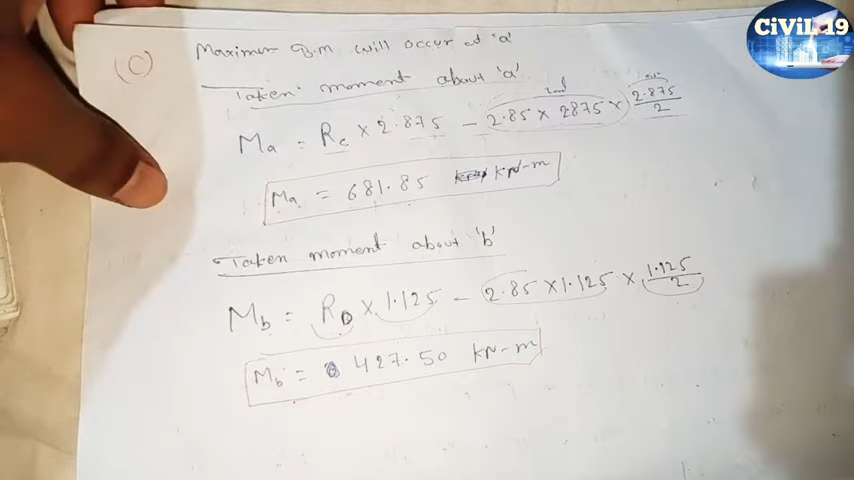 CiViL 19
(C) Maximum B.m will occur at 'a'
Taken moment about 'a'
Ma = Rc × 2.875 - 2.85 × 2875 × 2.875/2
Ma = 681.85 kN-m
Taken moment about 'b'
Mb = RD × 1.125 - 2.85 × 1.125 × 1.125/2
Mb = 427.50 kN-m